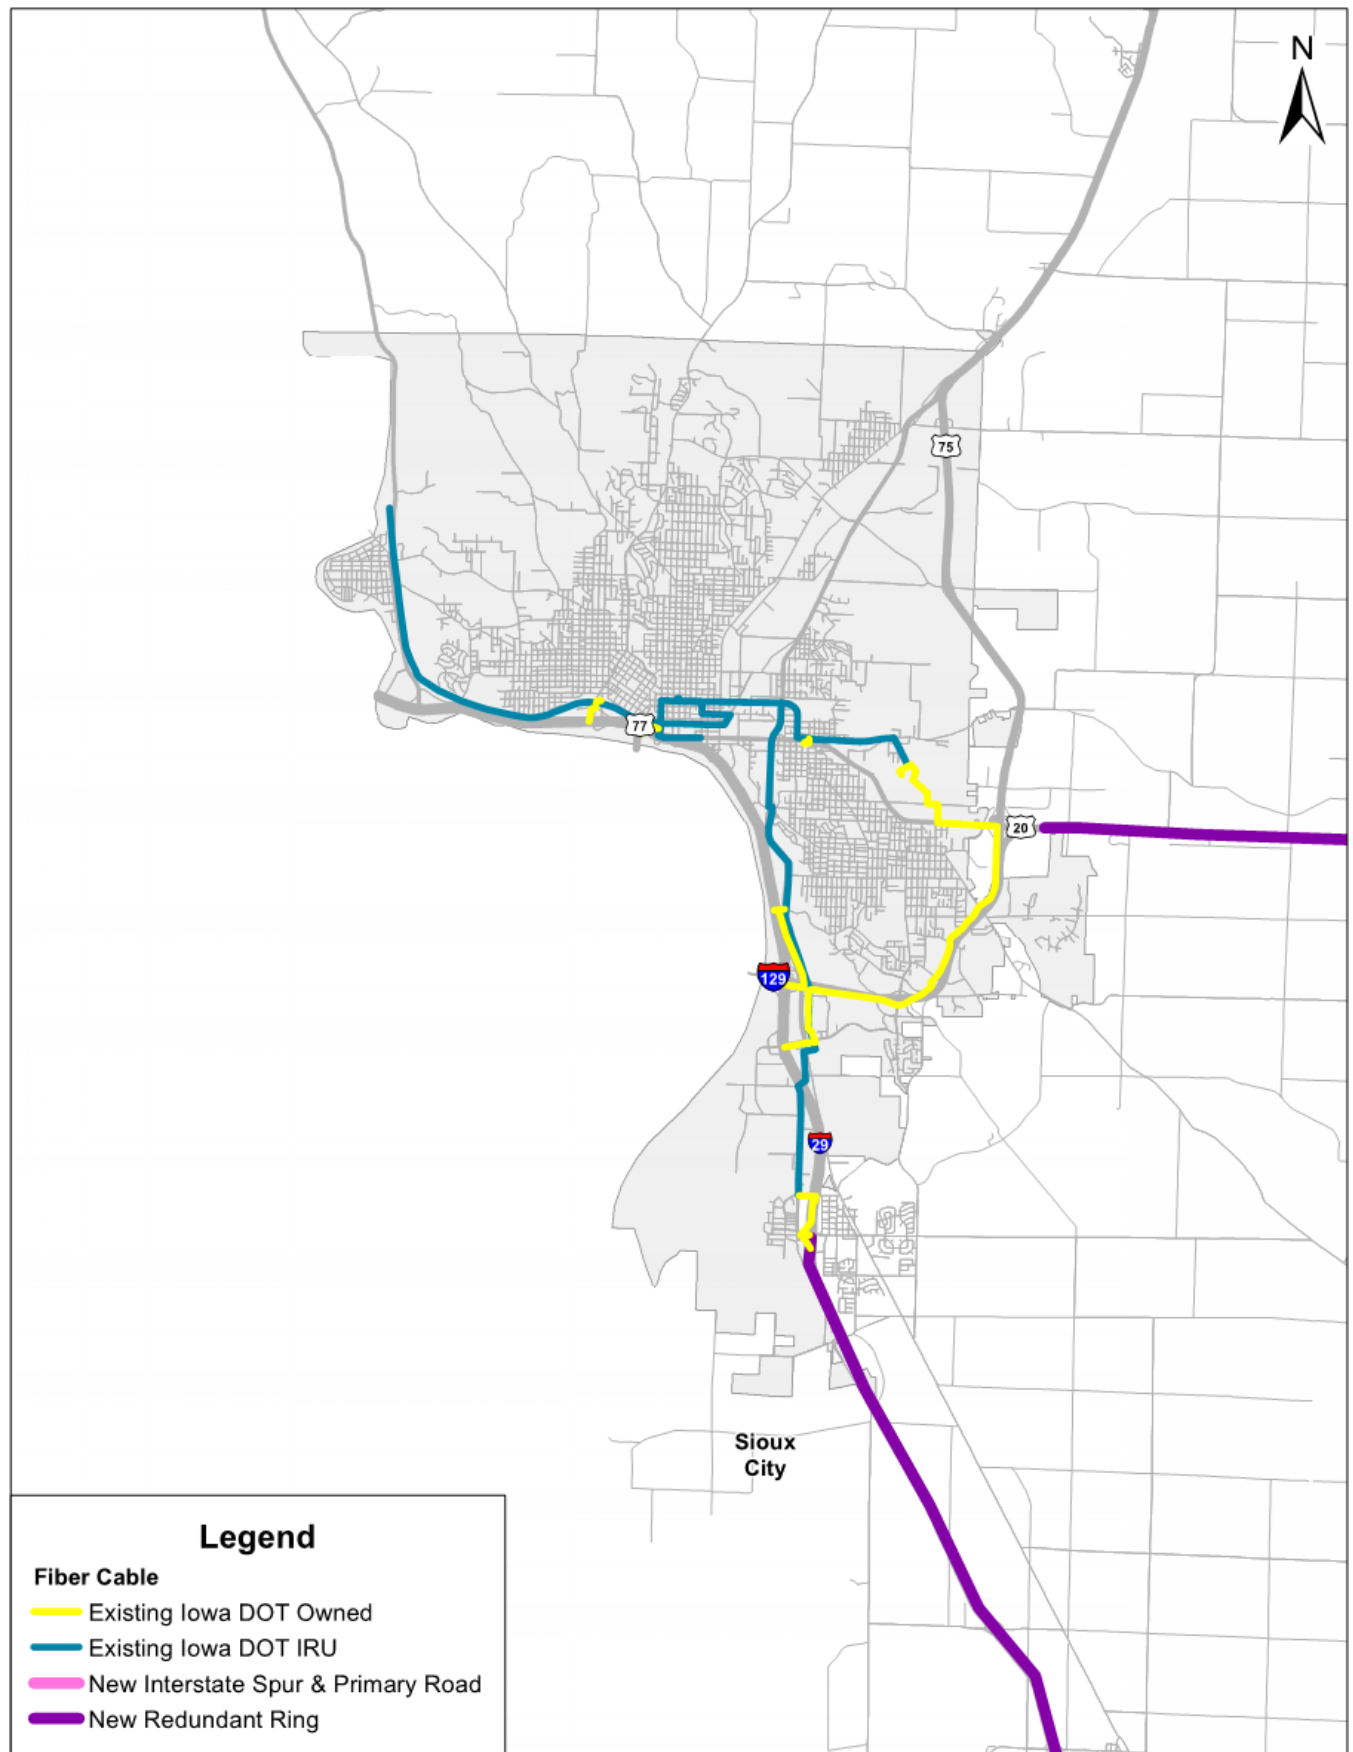 N
75
77
20
129
29
Sioux
City
Legend
Fiber Cable
Existing Iowa DOT Owned
Existing Iowa DOT IRU
New Interstate Spur & Primary Road
New Redundant Ring